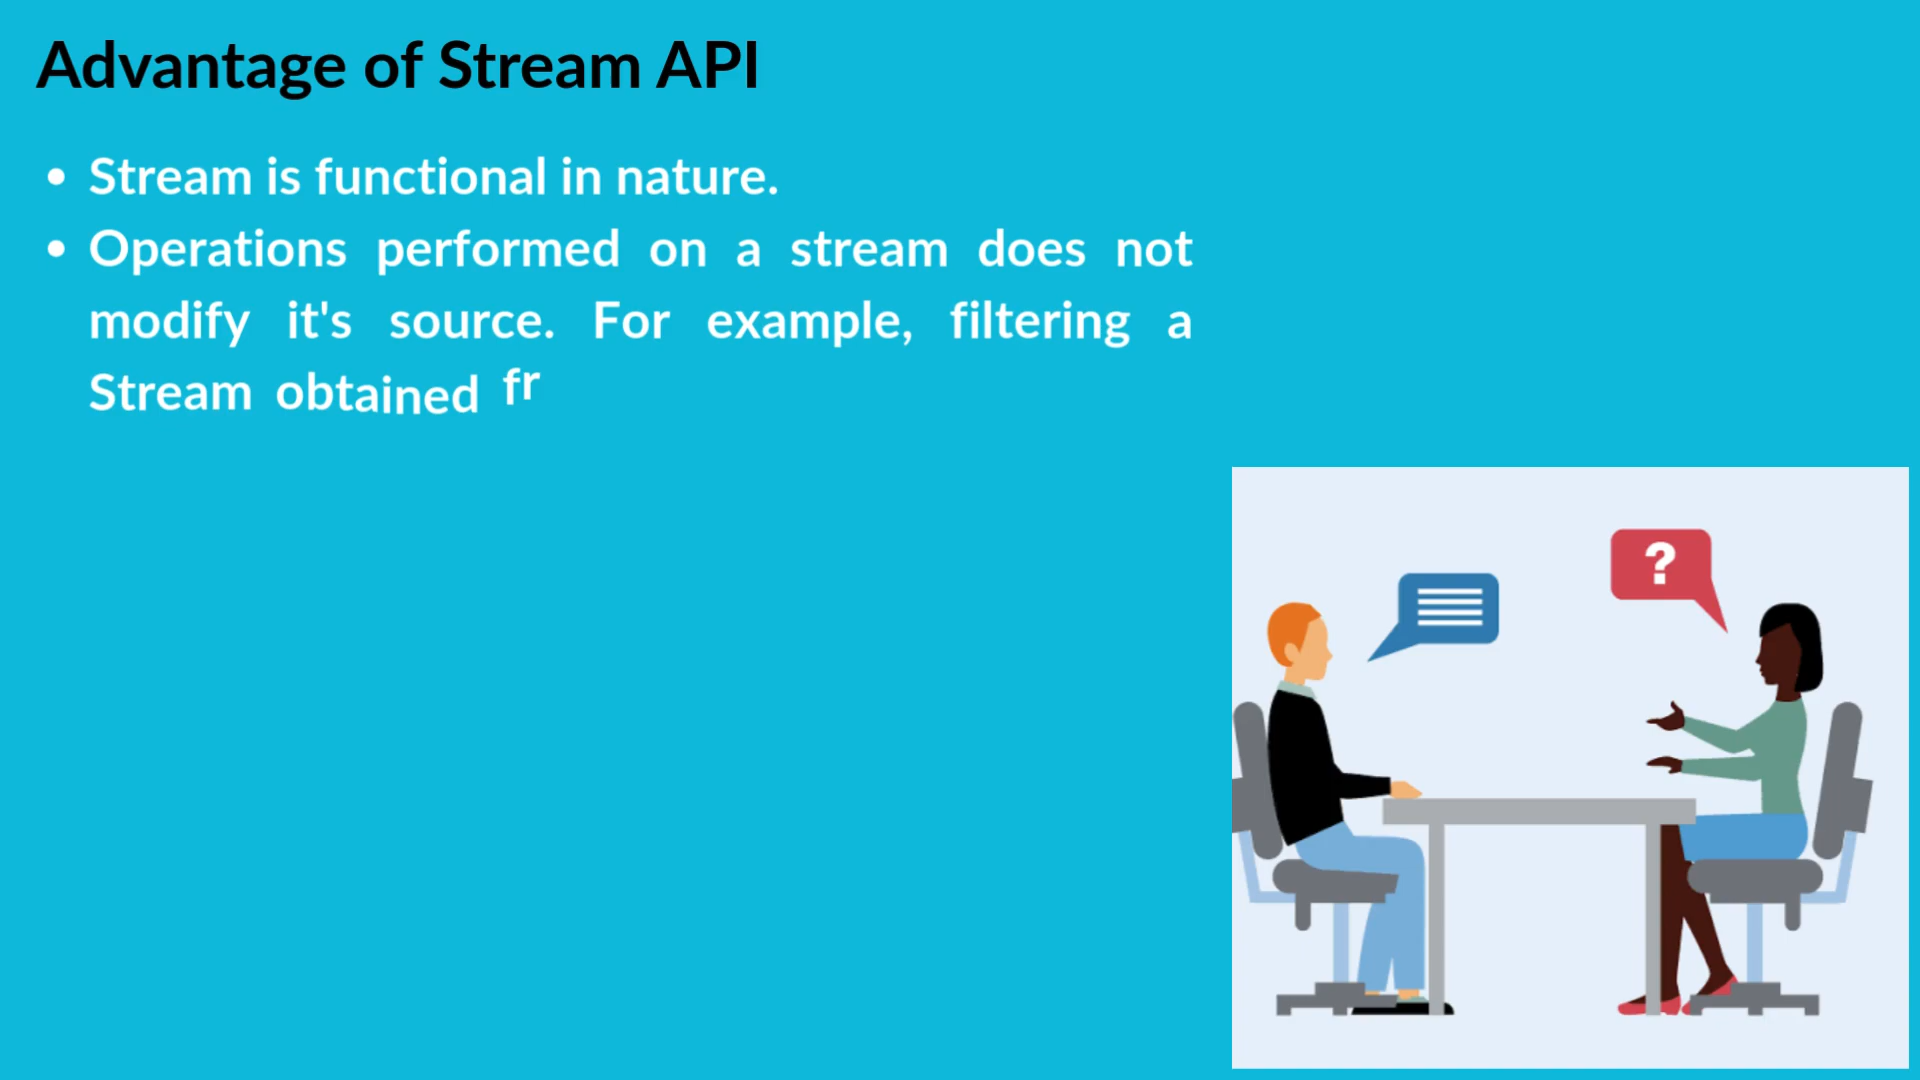 Advantage of Stream API
• Stream is functional in nature.
• Operations performed on a stream does not
modify it's source. For example, filtering a
Stream obtained fr
?